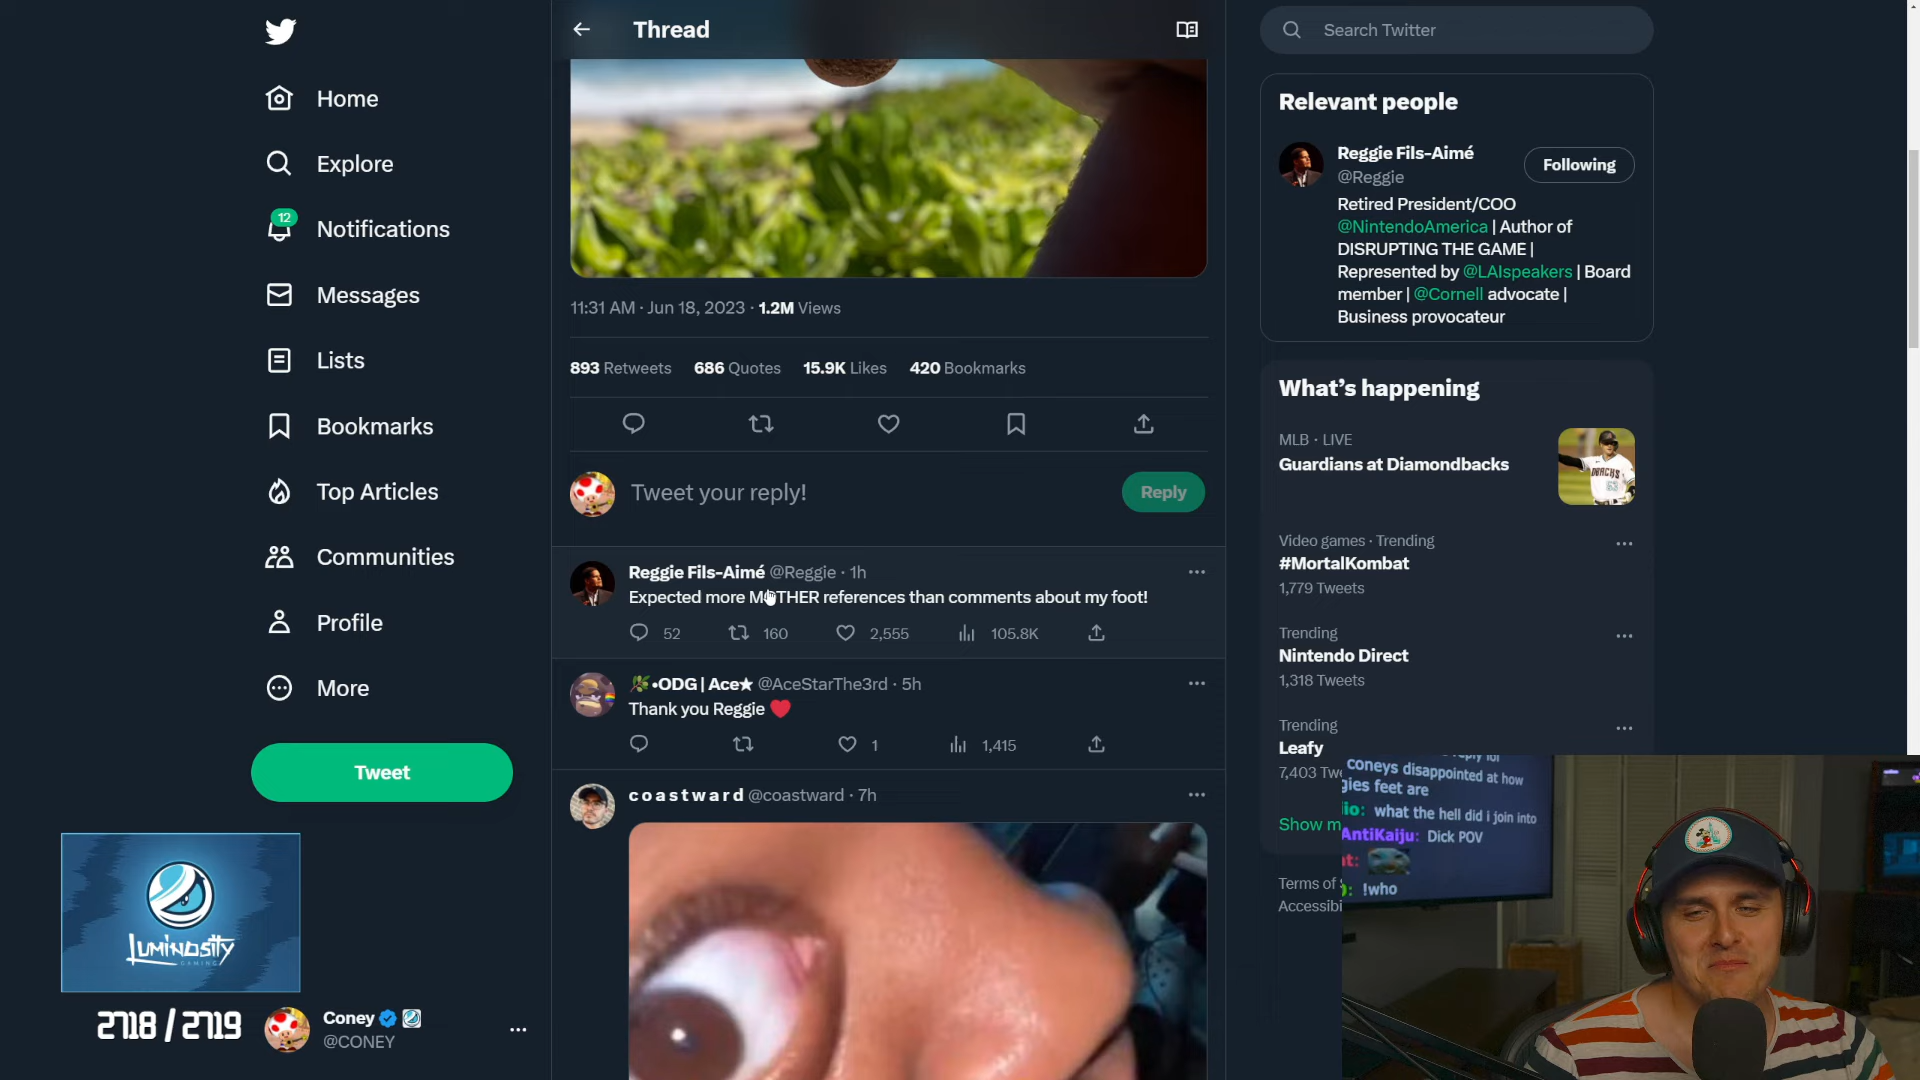 Home
Explore
12
Notifications
Messages
Lists
Bookmarks
Top Articles
Communities
Profile
More
Tweet
LUMINOSITY
GAMING
2718 / 2719
Coney
@CONEY
Thread
11:31 AM · Jun 18, 2023 · 1.2M Views
893 Retweets 686 Quotes 15.9K Likes 420 Bookmarks
Tweet your reply!
Reply
Reggie Fils-Aimé @Reggie · 1h
Expected more MOTHER references than comments about my foot!
52 160 2,555 105.8K
•ODG | Ace★ @AceStarThe3rd · 5h
Thank you Reggie ❤️
1 1,415
coastward @coastward · 7h
Search Twitter
Relevant people
Reggie Fils-Aimé
@Reggie
Following
Retired President/COO
@NintendoAmerica | Author of
DISRUPTING THE GAME |
Represented by @LAIspeakers | Board
member | @Cornell advocate |
Business provocateur
What's happening
MLB · LIVE
Guardians at Diamondbacks
Video games · Trending
#MortalKombat
1,779 Tweets
Trending
Nintendo Direct
1,318 Tweets
Trending
Leafy
7,403 Twe
Show m
Terms of
Accessibi
coneys disappointed at how
gies feet are
io: what the hell did i join into
AntiKaiju: Dick POV
!who